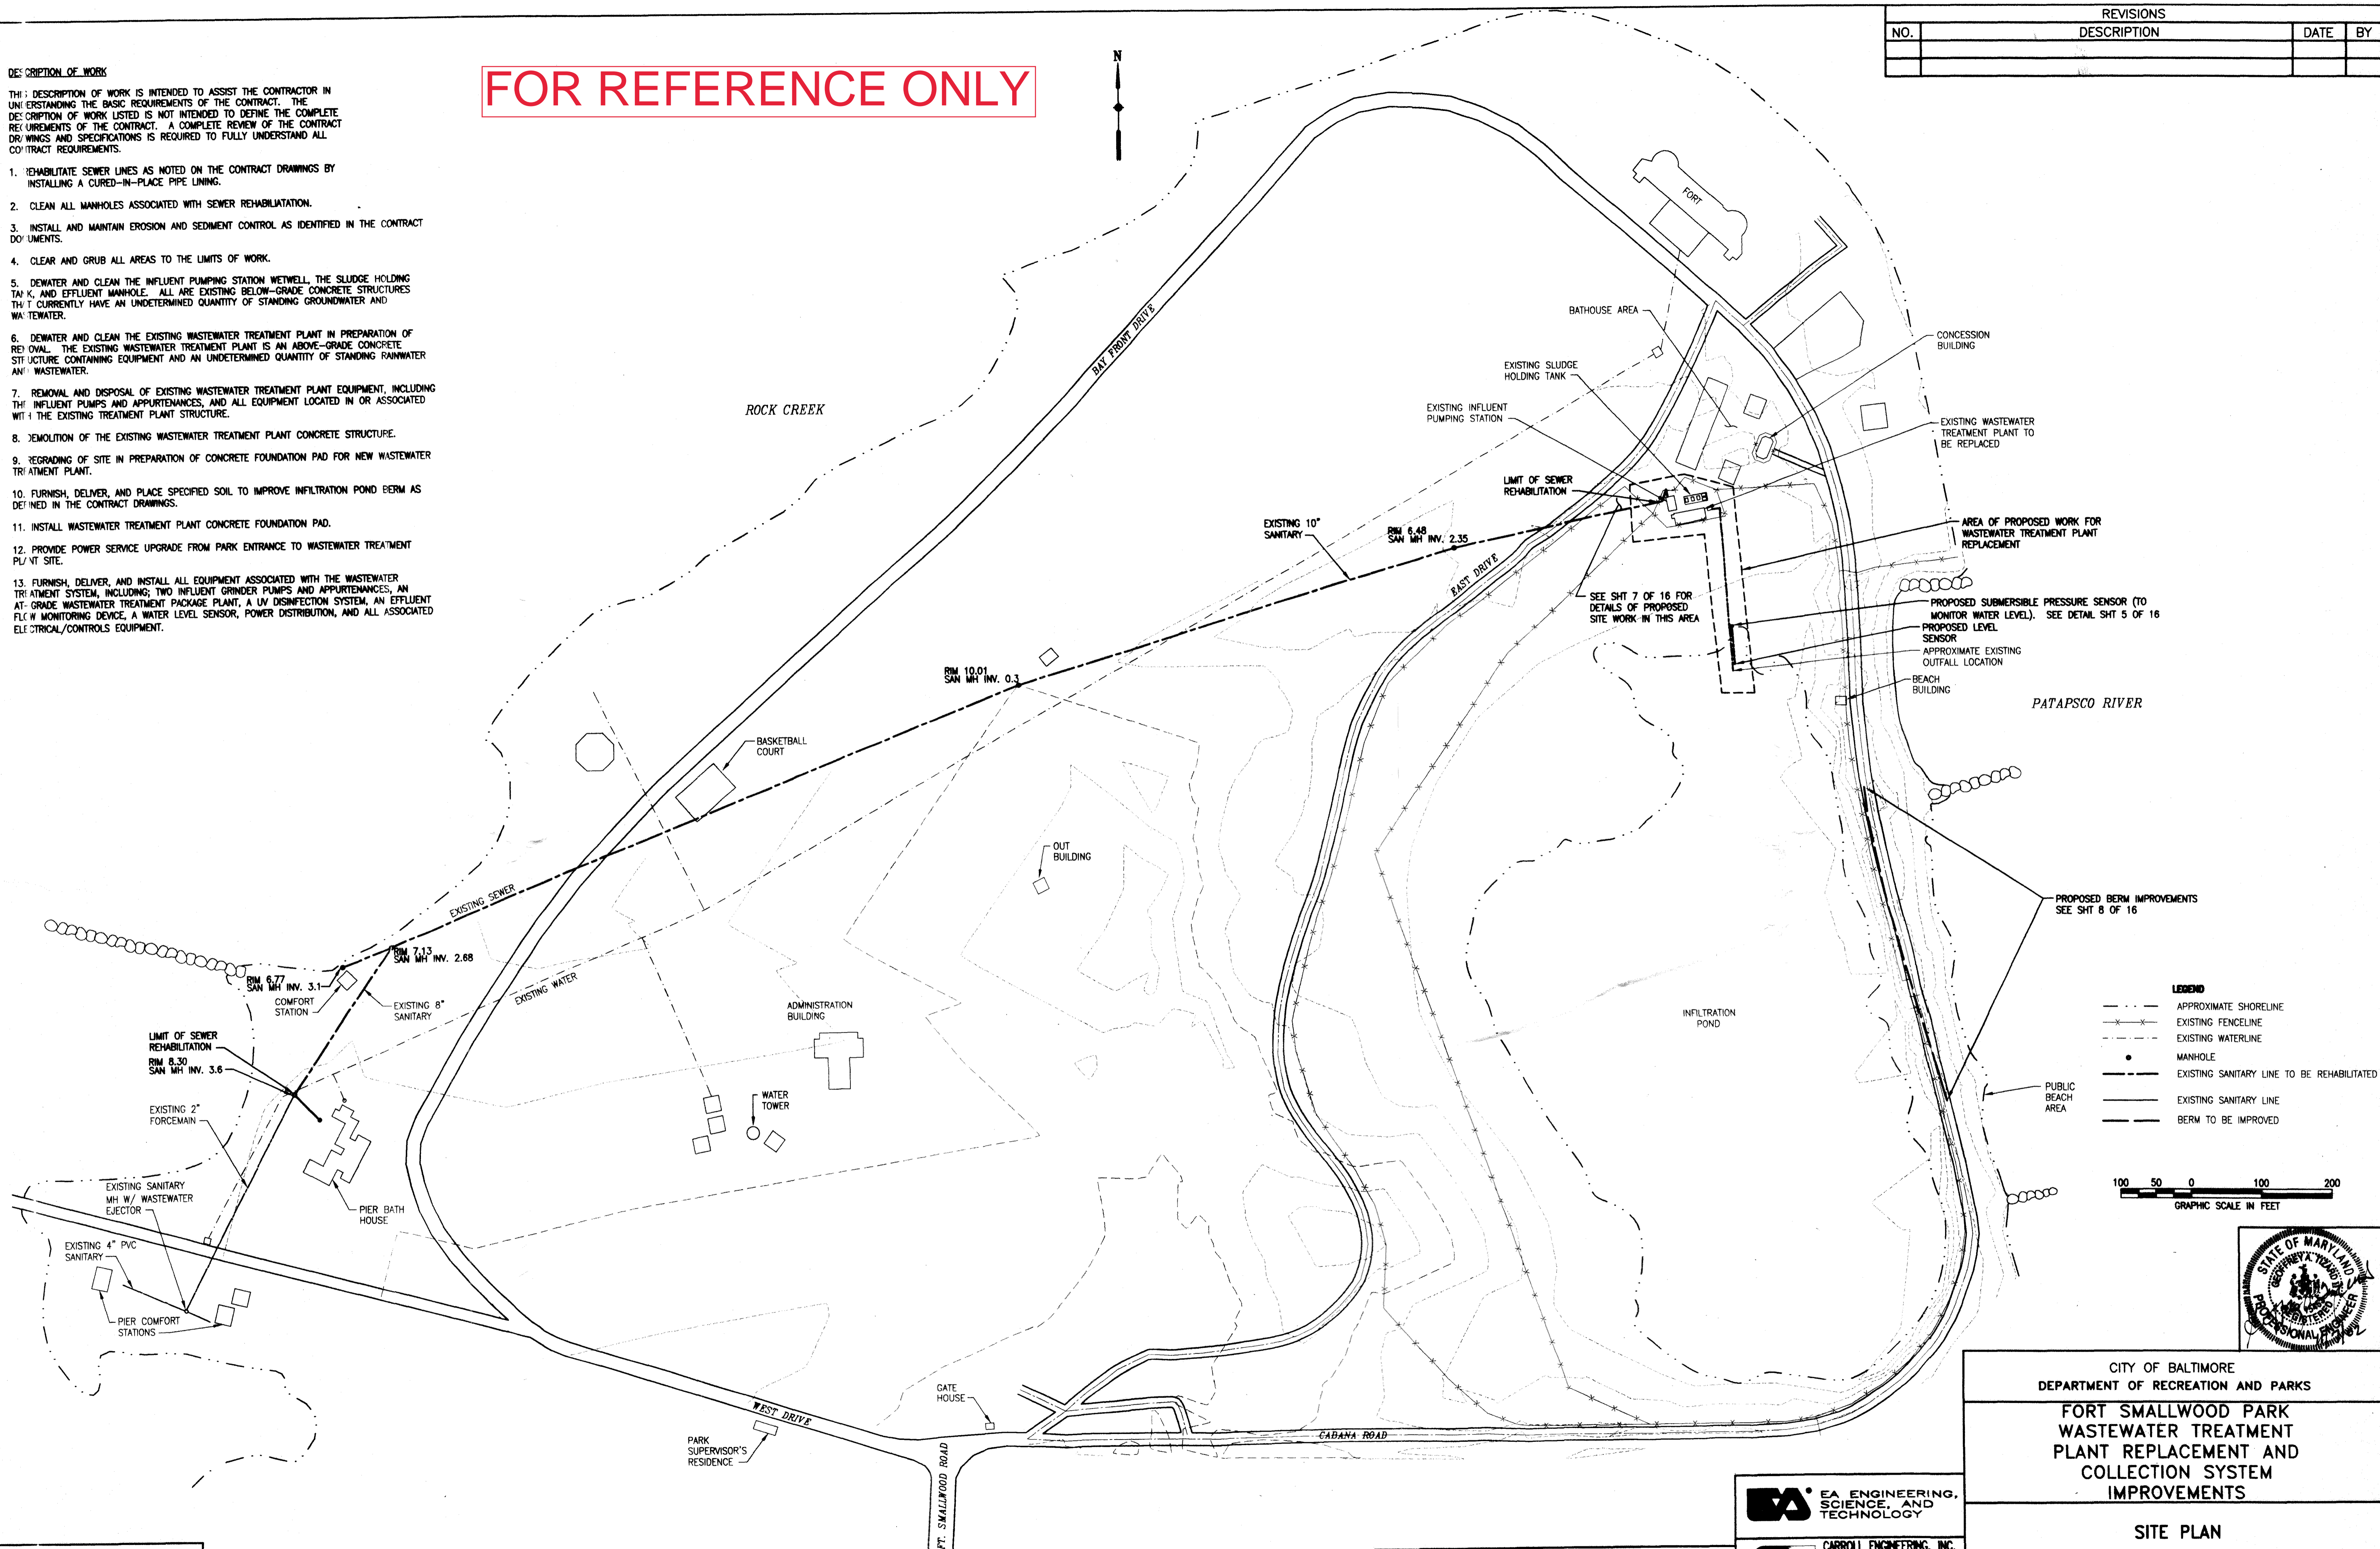 REVISIONS
NO. DESCRIPTION DATE BY
FOR REFERENCE ONLY
N
DESCRIPTION OF WORK
THIS DESCRIPTION OF WORK IS INTENDED TO ASSIST THE CONTRACTOR IN
UNDERSTANDING THE BASIC REQUIREMENTS OF THE CONTRACT. THE
DESCRIPTION OF WORK LISTED IS NOT INTENDED TO DEFINE THE COMPLETE
REQUIREMENTS OF THE CONTRACT. A COMPLETE REVIEW OF THE CONTRACT
DRAWINGS AND SPECIFICATIONS IS REQUIRED TO FULLY UNDERSTAND ALL
CONTRACT REQUIREMENTS.
1. REHABILITATE SEWER LINES AS NOTED ON THE CONTRACT DRAWINGS BY
INSTALLING A CURED-IN-PLACE PIPE LINING.
2. CLEAN ALL MANHOLES ASSOCIATED WITH SEWER REHABILIATATION.
3. INSTALL AND MAINTAIN EROSION AND SEDIMENT CONTROL AS IDENTIFIED IN THE CONTRACT
DOCUMENTS.
4. CLEAR AND GRUB ALL AREAS TO THE LIMITS OF WORK.
5. DEWATER AND CLEAN THE INFLUENT PUMPING STATION WETWELL, THE SLUDGE HOLDING
TANK, AND EFFLUENT MANHOLE. ALL ARE EXISTING BELOW-GRADE CONCRETE STRUCTURES
THAT CURRENTLY HAVE AN UNDETERMINED QUANTITY OF STANDING GROUNDWATER AND
WASTEWATER.
6. DEWATER AND CLEAN THE EXISTING WASTEWATER TREATMENT PLANT IN PREPARATION OF
REMOVAL. THE EXISTING WASTEWATER TREATMENT PLANT IS AN ABOVE-GRADE CONCRETE
STRUCTURE CONTAINING EQUIPMENT AND AN UNDETERMINED QUANTITY OF STANDING RAINWATER
AND WASTEWATER.
7. REMOVAL AND DISPOSAL OF EXISTING WASTEWATER TREATMENT PLANT EQUIPMENT, INCLUDING
THE INFLUENT PUMPS AND APPURTENANCES, AND ALL EQUIPMENT LOCATED IN OR ASSOCIATED
WITH THE EXISTING TREATMENT PLANT STRUCTURE.
8. DEMOLITION OF THE EXISTING WASTEWATER TREATMENT PLANT CONCRETE STRUCTURE.
9. REGRADING OF SITE IN PREPARATION OF CONCRETE FOUNDATION PAD FOR NEW WASTEWATER
TREATMENT PLANT.
10. FURNISH, DELIVER, AND PLACE SPECIFIED SOIL TO IMPROVE INFILTRATION POND BERM AS
DEFINED IN THE CONTRACT DRAWINGS.
11. INSTALL WASTEWATER TREATMENT PLANT CONCRETE FOUNDATION PAD.
12. PROVIDE POWER SERVICE UPGRADE FROM PARK ENTRANCE TO WASTEWATER TREATMENT
PLANT SITE.
13. FURNISH, DELIVER, AND INSTALL ALL EQUIPMENT ASSOCIATED WITH THE WASTEWATER
TREATMENT SYSTEM, INCLUDING; TWO INFLUENT GRINDER PUMPS AND APPURTENANCES, AN
AT-GRADE WASTEWATER TREATMENT PACKAGE PLANT, A UV DISINFECTION SYSTEM, AN EFFLUENT
FLOW MONITORING DEVICE, A WATER LEVEL SENSOR, POWER DISTRIBUTION, AND ALL ASSOCIATED
ELECTRICAL/CONTROLS EQUIPMENT.
FORT
BAY FRONT DRIVE
ROCK CREEK
BATHOUSE AREA
CONCESSION
BUILDING
EXISTING SLUDGE
HOLDING TANK
EXISTING INFLUENT
PUMPING STATION
EXISTING WASTEWATER
TREATMENT PLANT TO
BE REPLACED
LIMIT OF SEWER
REHABILITATION
EXISTING 10"
SANITARY
RIM 6.48
SAN MH INV. 2.35
AREA OF PROPOSED WORK FOR
WASTEWATER TREATMENT PLANT
REPLACEMENT
EAST DRIVE
SEE SHT 7 OF 16 FOR
DETAILS OF PROPOSED
SITE WORK IN THIS AREA
PROPOSED SUBMERSIBLE PRESSURE SENSOR (TO
MONITOR WATER LEVEL). SEE DETAIL SHT 5 OF 16
PROPOSED LEVEL
SENSOR
APPROXIMATE EXISTING
OUTFALL LOCATION
BEACH
BUILDING
PATAPSCO RIVER
RIM 10.01
SAN MH INV. 0.3
BASKETBALL
COURT
OUT
BUILDING
EXISTING SEWER
PROPOSED BERM IMPROVEMENTS
SEE SHT 8 OF 16
RIM 7.13
SAN MH INV. 2.68
RIM 6.77
SAN MH INV. 3.1
COMFORT
STATION
EXISTING 8"
SANITARY
EXISTING WATER
ADMINISTRATION
BUILDING
INFILTRATION
POND
LIMIT OF SEWER
REHABILITATION
RIM 8.30
SAN MH INV. 3.6
WATER
TOWER
EXISTING 2"
FORCEMAIN
PUBLIC
BEACH
AREA
LEGEND
APPROXIMATE SHORELINE
EXISTING FENCELINE
EXISTING WATERLINE
MANHOLE
EXISTING SANITARY LINE TO BE REHABILITATED
EXISTING SANITARY LINE
BERM TO BE IMPROVED
100 50 0 100 200
GRAPHIC SCALE IN FEET
EXISTING SANITARY
MH W/ WASTEWATER
EJECTOR
PIER BATH
HOUSE
EXISTING 4" PVC
SANITARY
PIER COMFORT
STATIONS
GATE
HOUSE
WEST DRIVE
PARK
SUPERVISOR'S
RESIDENCE
CABANA ROAD
FT. SMALLWOOD ROAD
STATE OF MARYLAND
REGISTERED
PROFESSIONAL ENGINEER
CITY OF BALTIMORE
DEPARTMENT OF RECREATION AND PARKS
FORT SMALLWOOD PARK
WASTEWATER TREATMENT
PLANT REPLACEMENT AND
COLLECTION SYSTEM
IMPROVEMENTS
SITE PLAN
EA ENGINEERING,
SCIENCE, AND
TECHNOLOGY
CARROLL ENGINEERING, INC.